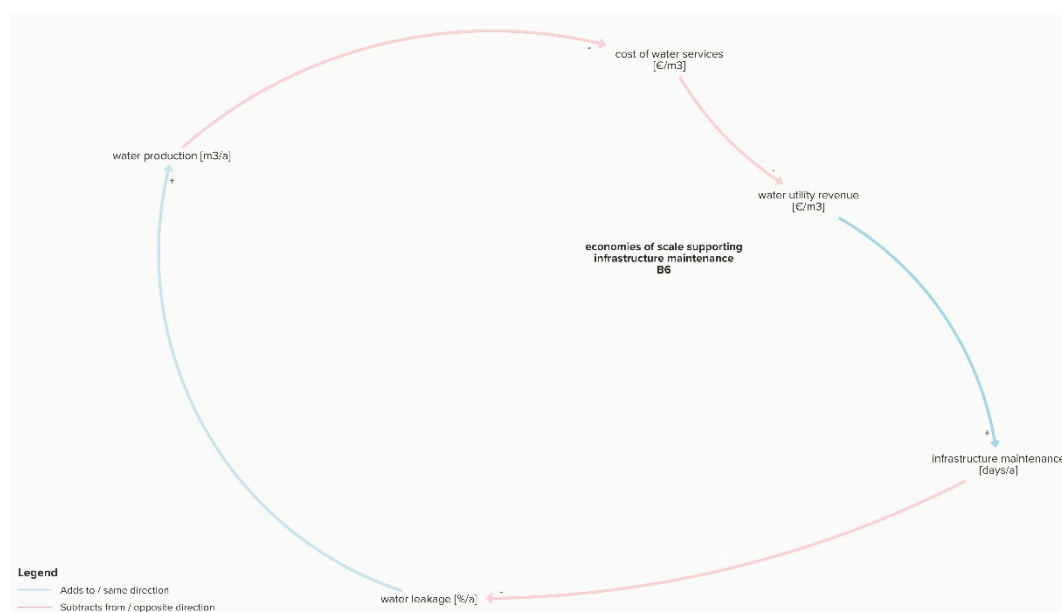 -
cost of water services
[€/m3]
water production [m3/a]
+
-
water utility revenue
[€/m3]
economies of scale supporting
infrastructure maintenance
B6
+
infrastructure maintenance
[days/a]
Legend
Adds to / same direction
Subtracts from / opposite direction
-
water leakage [%/a]